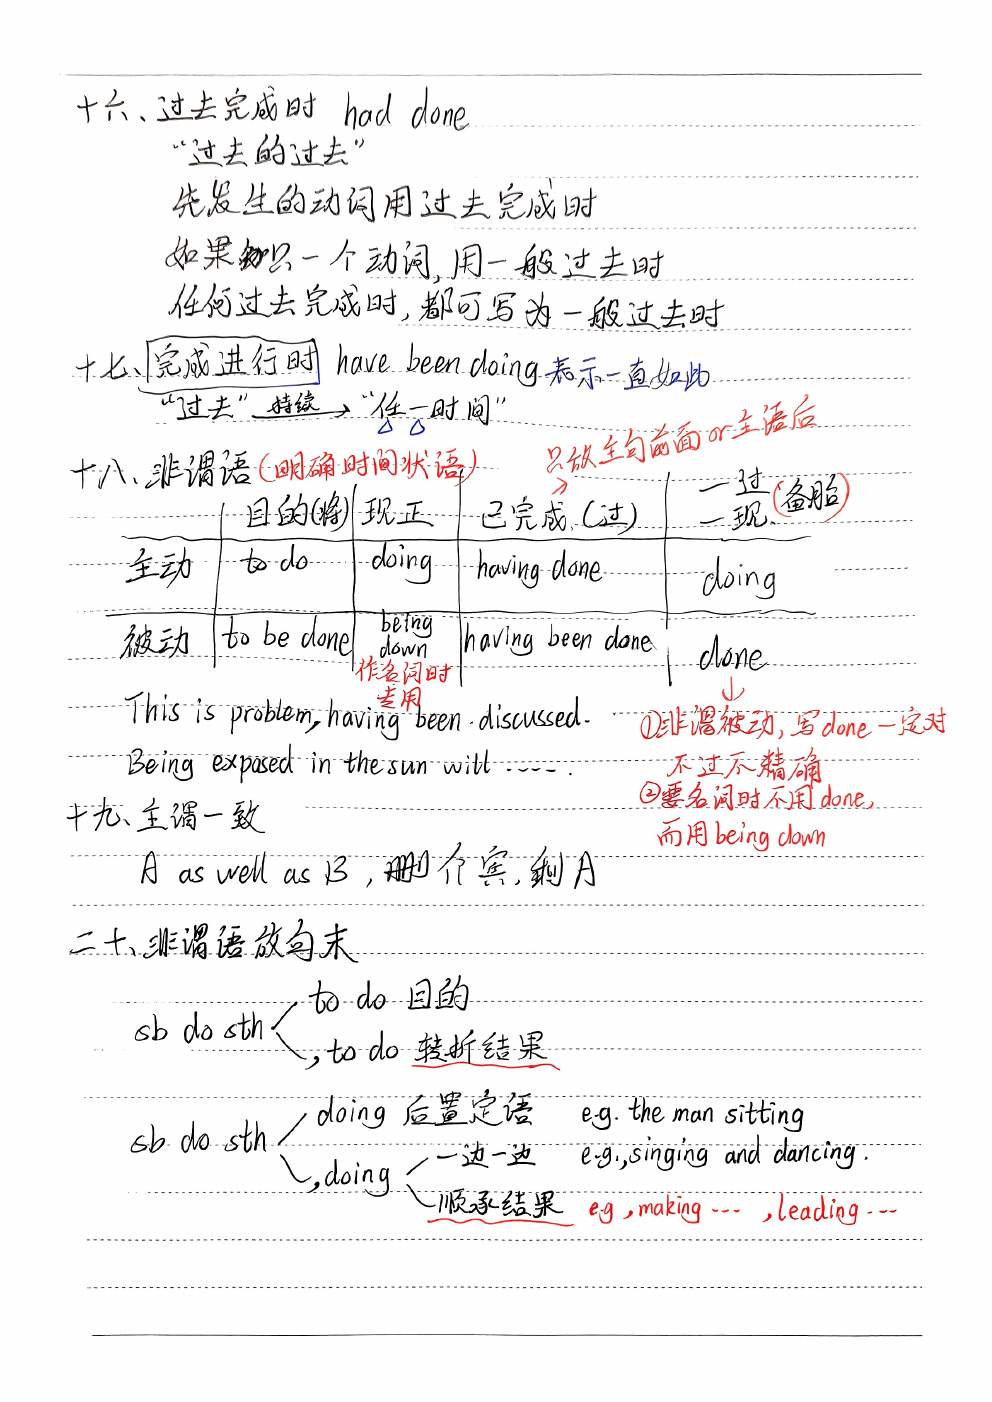 十六、过去完成时 had done
“过去的过去”
先发生的动词用过去完成时
如果只一个动词,用一般过去时
任何过去完成时,都可写为一般过去时
十七、完成进行时 have been doing 表示一直如此
“过去” 持续→ “任一时间”
只放主句前面or主语后
十八、非谓语(明确时间状语)
目的(将) 现正 已完成(过) 一过 一现 (备胎)
主动 to do doing having done doing
被动 to be done being down having been done done
作名词时专用
This is problem, having been discussed.
①非谓被动,写done一定对
不过不精确
Being exposed in the sun will ·····.
②要名词时不用done,
而用being down
十九、主谓一致
A as well as B, 删介宾,剩A
二十、非谓语放句末
to do 目的
sb do sth
, to do 转折结果
doing 后置定语 e.g. the man sitting
sb do sth
一边一边 e.g., singing and dancing.
, doing
顺承结果 e.g , making ··· , leading ···